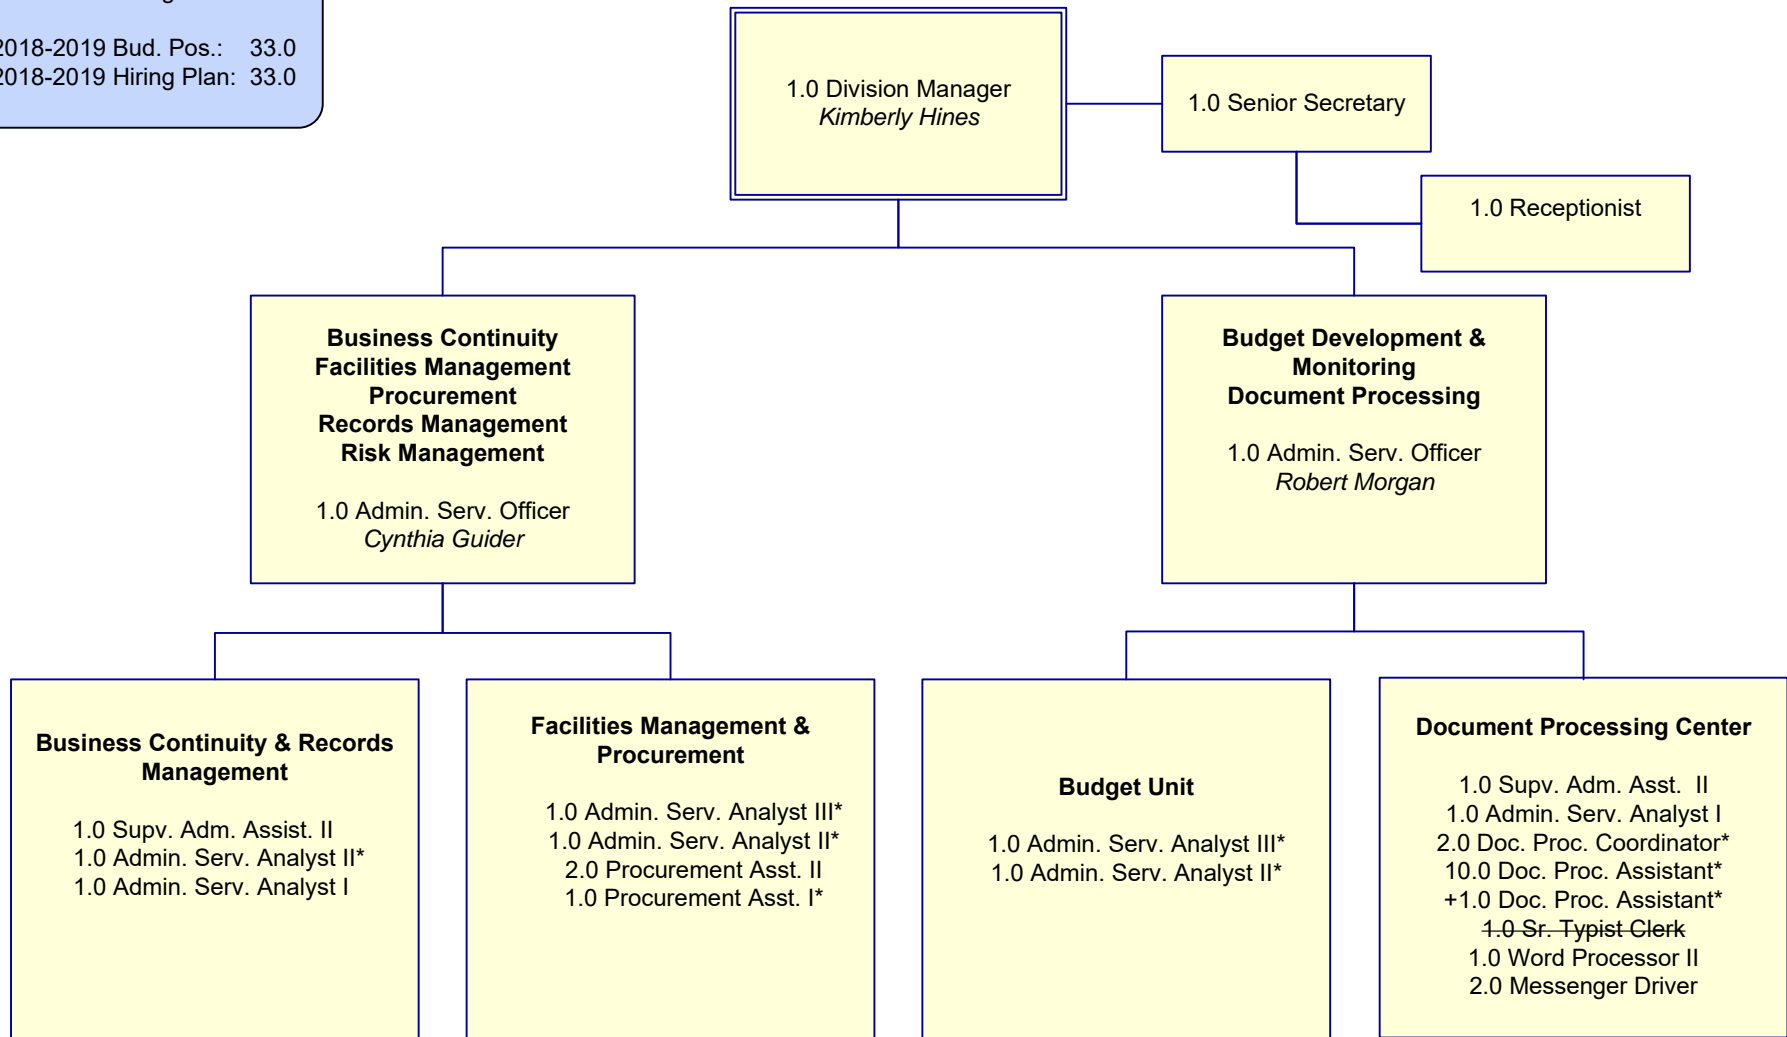 2018-2019 Bud. Pos.: 33.0
2018-2019 Hiring Plan: 33.0
1.0 Division Manager
Kimberly Hines
1.0 Senior Secretary
1.0 Receptionist
Business Continuity
Facilities Management
Procurement
Records Management
Risk Management
1.0 Admin. Serv. Officer
Cynthia Guider
Budget Development &
Monitoring
Document Processing
1.0 Admin. Serv. Officer
Robert Morgan
Business Continuity & Records
Management
1.0 Supv. Adm. Assist. II
1.0 Admin. Serv. Analyst II*
1.0 Admin. Serv. Analyst I
Facilities Management &
Procurement
1.0 Admin. Serv. Analyst III*
1.0 Admin. Serv. Analyst II*
2.0 Procurement Asst. II
1.0 Procurement Asst. I*
Budget Unit
1.0 Admin. Serv. Analyst III*
1.0 Admin. Serv. Analyst II*
Document Processing Center
1.0 Supv. Adm. Asst. II
1.0 Admin. Serv. Analyst I
2.0 Doc. Proc. Coordinator*
10.0 Doc. Proc. Assistant*
+1.0 Doc. Proc. Assistant*
1.0 Sr. Typist Clerk
1.0 Word Processor II
2.0 Messenger Driver